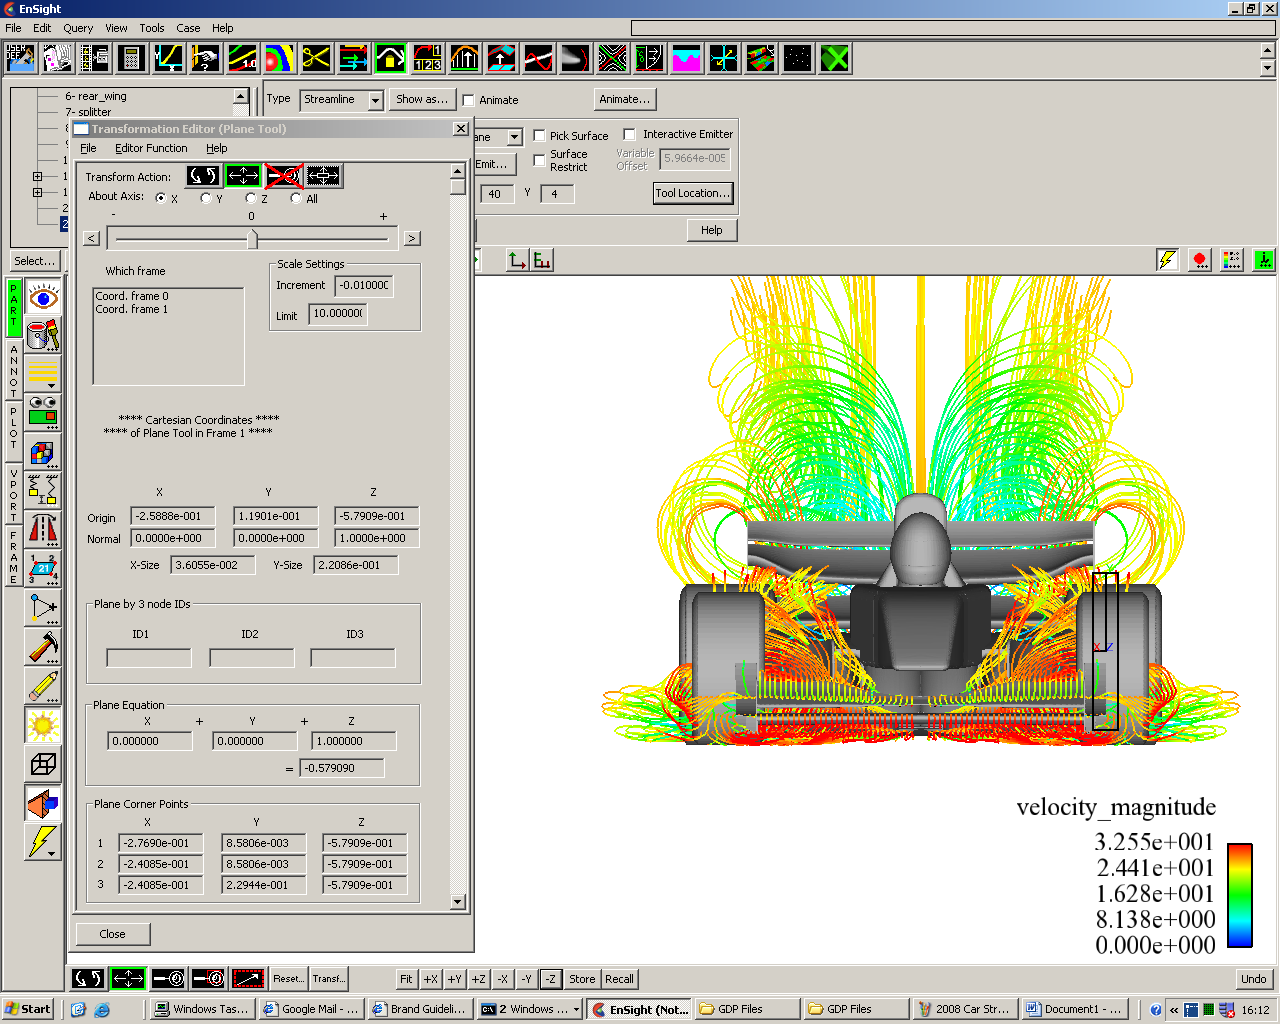 EnSight
File Edit Query View Tools Case Help
6- rear_wing
7- splitter
Type Streamline Show as... Animate Animate...
Transformation Editor (Plane Tool)
File Editor Function Help
Pick Surface Interactive Emitter
Surface Restrict Variable Offset 5.9664e-005
Emit...
40 Y 4 Tool Location...
Help
Transform Action:
About Axis: X Y Z All
- 0 +
< >
Select...
Which frame
Coord. frame 0
Coord. frame 1
Scale Settings
Increment -0.010000
Limit 10.000000
**** Cartesian Coordinates ****
**** of Plane Tool in Frame 1 ****
X Y Z
Origin -2.5888e-001 1.1901e-001 -5.7909e-001
Normal 0.0000e+000 0.0000e+000 1.0000e+000
X-Size 3.6055e-002 Y-Size 2.2086e-001
Plane by 3 node IDs
ID1 ID2 ID3
Plane Equation
X + Y + Z
0.000000 0.000000 1.000000
= -0.579090
Plane Corner Points
X Y Z
1 -2.7690e-001 8.5806e-003 -5.7909e-001
2 -2.4085e-001 8.5806e-003 -5.7909e-001
3 -2.4085e-001 2.2944e-001 -5.7909e-001
Close
PART
ANNOT
PLOT
VPORT
FRAME
X Z
velocity_magnitude
3.255e+001
2.441e+001
1.628e+001
8.138e+000
0.000e+000
Reset... Transf... Fit +X +Y +Z -X -Y -Z Store Recall Undo
Start Windows Tas... Google Mail - ... Brand Guideli... 2 Windows ... EnSight (Not... GDP Files GDP Files 2008 Car Str... Document1 - ... 16:12